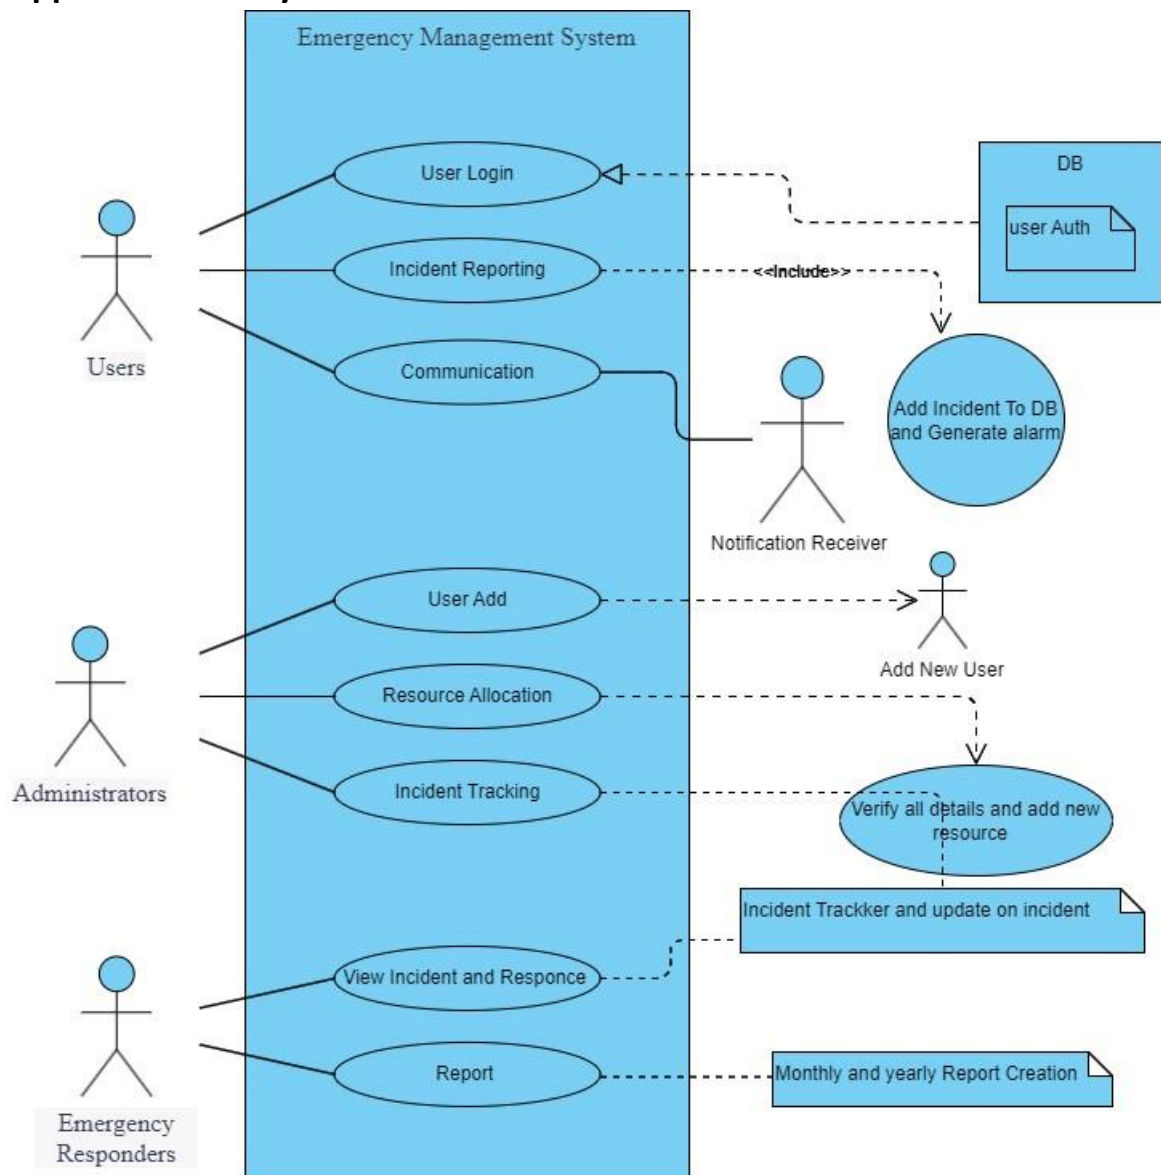 Emergency Management System
User Login
DB
user Auth
Incident Reporting
<<Include>>
Users
Communication
Add Incident To DB
and Generate alarm
Notification Receiver
User Add
Add New User
Resource Allocation
Administrators
Incident Tracking
Verify all details and add new
resource
Incident Trackker and update on incident
View Incident and Responce
Report
Monthly and yearly Report Creation
Emergency
Responders